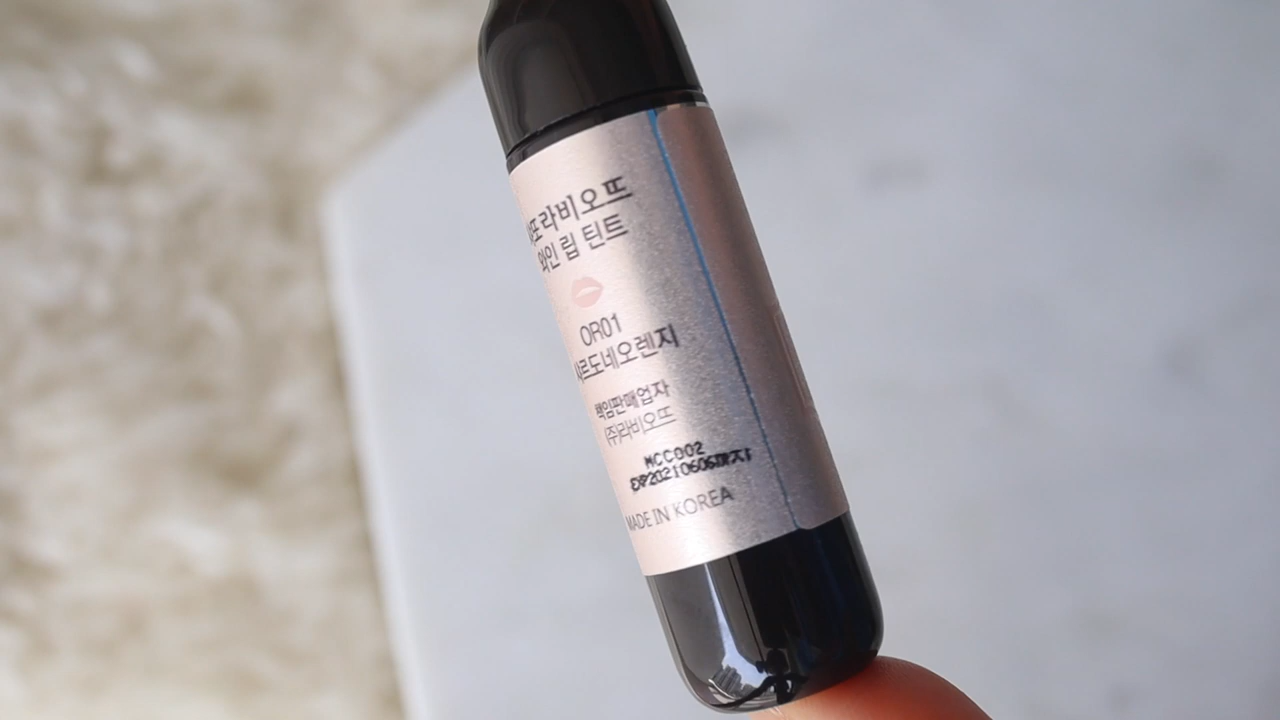 라비오뜨
와인 립 틴트
OR01
샤르도네오렌지
책임판매업자
(주)라비오뜨
MCC002
EXP20210606까지
MADE IN KOREA